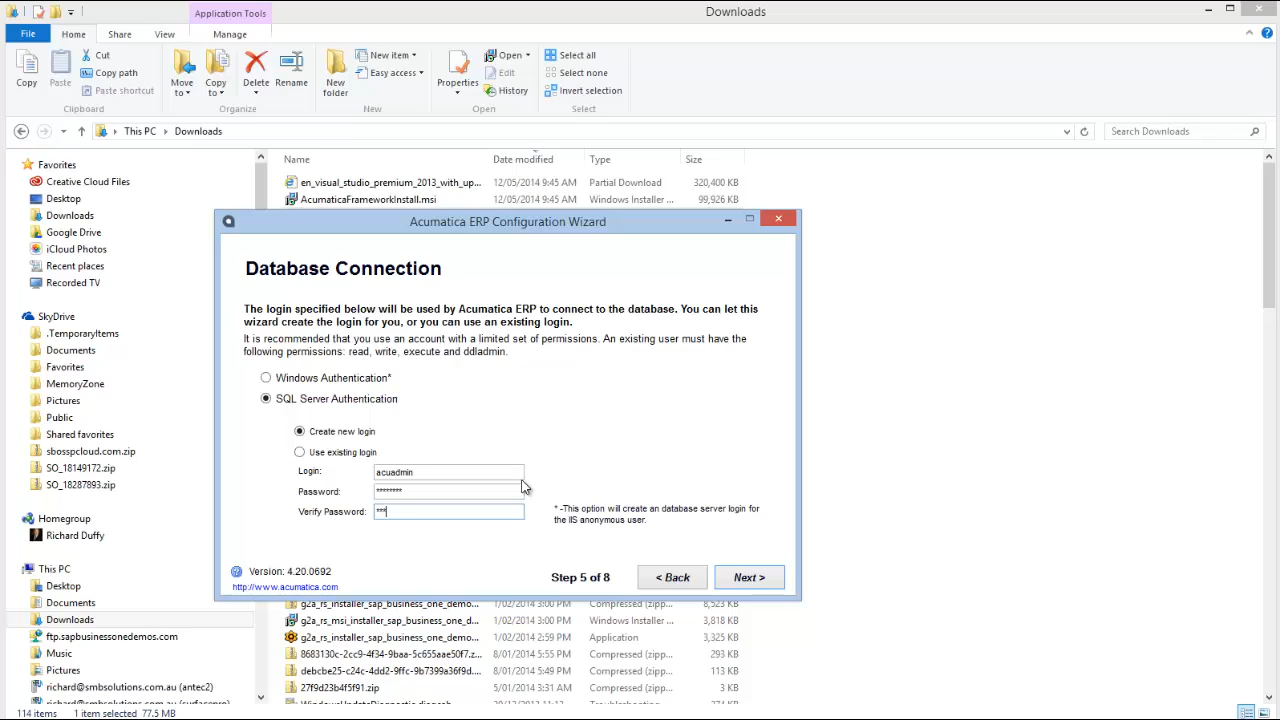 Application Tools
Downloads
File
Home
Share
View
Manage
Copy
Paste
Cut
Copy path
Paste shortcut
Clipboard
Move to
Copy to
Delete
Rename
Organize
New folder
New item
Easy access
New
Properties
Open
Edit
History
Open
Select all
Select none
Invert selection
Select
This PC
Downloads
Search Downloads
Name
Date modified
Type
Size
Favorites
Creative Cloud Files
Desktop
Downloads
Google Drive
iCloud Photos
Recent places
Recorded TV
SkyDrive
.TemporaryItems
Documents
Favorites
MemoryZone
Pictures
Public
Shared favorites
sbosspcloud.com.zip
SO_18149172.zip
SO_18287893.zip
Homegroup
Richard Duffy
This PC
Desktop
Documents
Downloads
ftp.sapbusinessonedemos.com
Music
Pictures
richard@smbsolutions.com.au (antec2)
en_visual_studio_premium_2013_with_up... 12/05/2014 9:45 AM Partial Download 320,400 KB
AcumaticaFrameworkInstall.msi 12/05/2014 9:45 AM Windows Installer ... 99,926 KB
Acumatica ERP Configuration Wizard
Database Connection
The login specified below will be used by Acumatica ERP to connect to the database. You can let this
wizard create the login for you, or you can use an existing login.
It is recommended that you use an account with a limited set of permissions. An existing user must have the
following permissions: read, write, execute and ddladmin.
Windows Authentication*
SQL Server Authentication
Create new login
Use existing login
Login: acuadmin
Password: ********
Verify Password: ***
* -This option will create an database server login for
the IIS anonymous user.
Version: 4.20.0692
http://www.acumatica.com
Step 5 of 8
< Back
Next >
g2a_rs_installer_sap_business_one_demo... 1/02/2014 3:00 PM Compressed (zipp... 8,523 KB
g2a_rs_msi_installer_sap_business_one_d... 1/02/2014 3:00 PM Windows Installer ... 3,818 KB
g2a_rs_installer_sap_business_one_demo... 1/02/2014 2:59 PM Application 3,325 KB
8683130c-2cc9-4f34-9baa-5c655aae50f7.z... 8/01/2014 5:55 PM Compressed (zipp... 293 KB
debcbe25-c24c-4dd2-9ffc-9b7399a36f9d.... 8/01/2014 5:54 PM Compressed (zipp... 113 KB
27f9d23b4f5f91.zip 5/01/2014 3:31 AM Compressed (zipp... 3 KB
114 items
1 item selected 77.5 MB